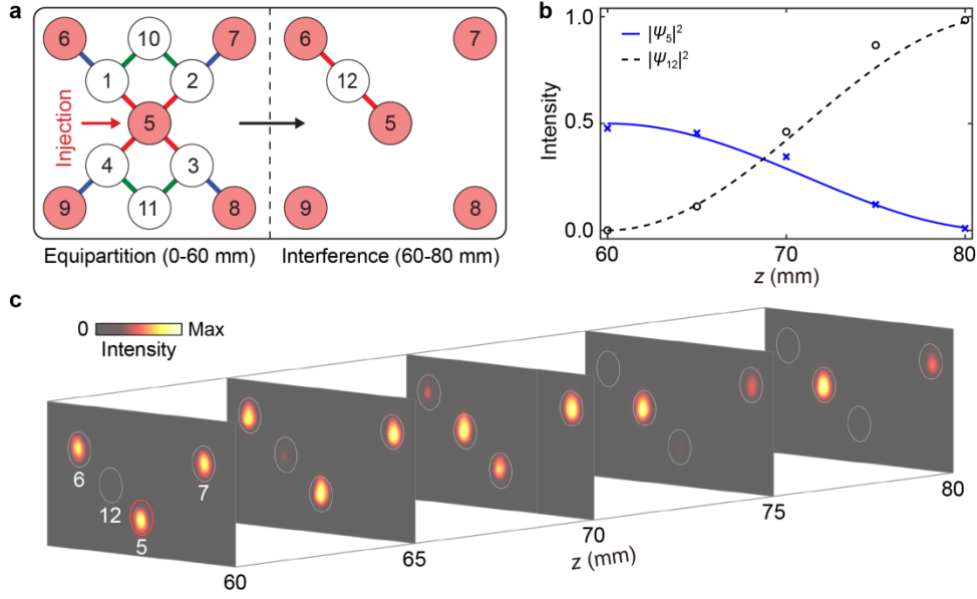 a
6
10
7
1
2
Injection
5
4
3
9
11
8
Equipartition (0-60 mm)
6
7
12
5
9
8
Interference (60-80 mm)
b
Intensity
1.0
0.5
0.0
|ψ₅|²
|ψ₁₂|²
60
70
80
z (mm)
c
0
Max
Intensity
6
12
7
5
60
65
70
75
80
z (mm)